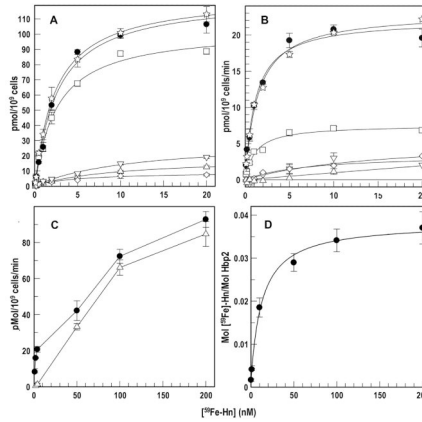 A
pmol/10⁹ cells
110
100
90
80
70
60
50
40
30
20
10
0
0 5 10 15 20
B
pmol/10⁹ cells/min
20
15
10
5
0
0 5 10 15 20
C
pMol/10⁹ cells/min
100
80
60
40
20
0
0 50 100 150 200
D
Mol [⁵⁹Fe]-Hn/Mol Hbp2
0.04
0.03
0.02
0.01
0
0 50 100 150 200
[⁵⁹Fe-Hn] (nM)